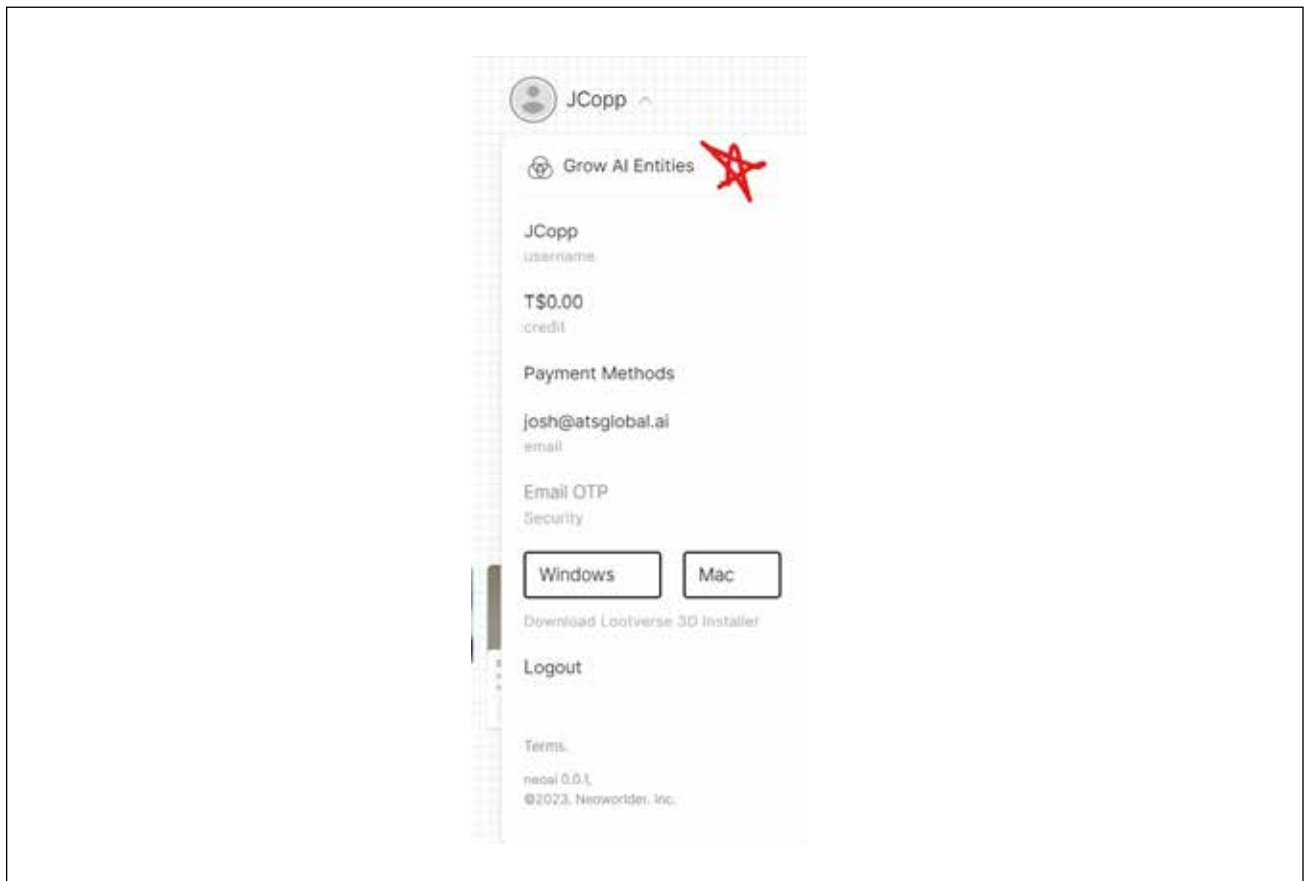 JCopp
Grow AI Entities
JCopp
username
T$0.00
credit
Payment Methods
josh@atsglobal.ai
email
Email OTP
Security
Windows Mac
Download Lootverse 3D Installer
Logout
Terms.
neoai 0.0.1,
©2023, Neoworlder, Inc.